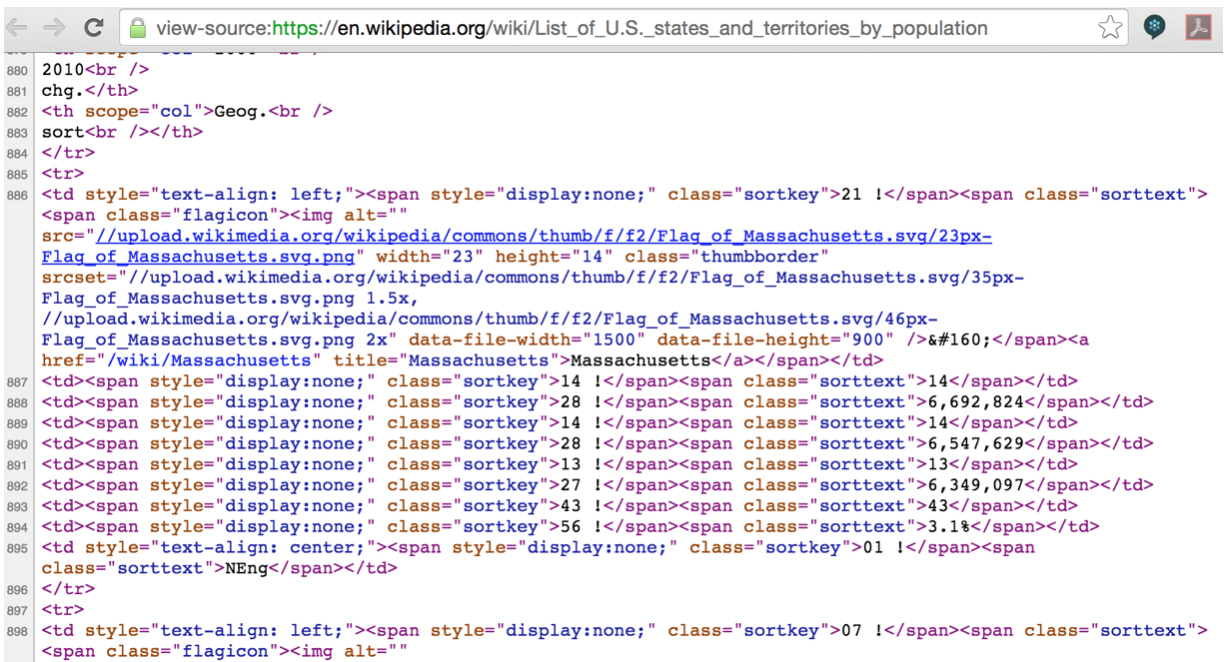 view-source:https://en.wikipedia.org/wiki/List_of_U.S._states_and_territories_by_population
880 2010<br />
881 chg.</th>
882 <th scope="col">Geog.<br />
883 sort<br /></th>
884 </tr>
885 <tr>
886 <td style="text-align: left;"><span style="display:none;" class="sortkey">21 !</span><span class="sorttext">
<span class="flagicon"><img alt=""
src="//upload.wikimedia.org/wikipedia/commons/thumb/f/f2/Flag_of_Massachusetts.svg/23px-
Flag_of_Massachusetts.svg.png" width="23" height="14" class="thumbborder"
srcset="//upload.wikimedia.org/wikipedia/commons/thumb/f/f2/Flag_of_Massachusetts.svg/35px-
Flag_of_Massachusetts.svg.png 1.5x,
//upload.wikimedia.org/wikipedia/commons/thumb/f/f2/Flag_of_Massachusetts.svg/46px-
Flag_of_Massachusetts.svg.png 2x" data-file-width="1500" data-file-height="900" />&#160;</span><a
href="/wiki/Massachusetts" title="Massachusetts">Massachusetts</a></span></td>
887 <td><span style="display:none;" class="sortkey">14 !</span><span class="sorttext">14</span></td>
888 <td><span style="display:none;" class="sortkey">28 !</span><span class="sorttext">6,692,824</span></td>
889 <td><span style="display:none;" class="sortkey">14 !</span><span class="sorttext">14</span></td>
890 <td><span style="display:none;" class="sortkey">28 !</span><span class="sorttext">6,547,629</span></td>
891 <td><span style="display:none;" class="sortkey">13 !</span><span class="sorttext">13</span></td>
892 <td><span style="display:none;" class="sortkey">27 !</span><span class="sorttext">6,349,097</span></td>
893 <td><span style="display:none;" class="sortkey">43 !</span><span class="sorttext">43</span></td>
894 <td><span style="display:none;" class="sortkey">56 !</span><span class="sorttext">3.1%</span></td>
895 <td style="text-align: center;"><span style="display:none;" class="sortkey">01 !</span><span
class="sorttext">NEng</span></td>
896 </tr>
897 <tr>
898 <td style="text-align: left;"><span style="display:none;" class="sortkey">07 !</span><span class="sorttext">
<span class="flagicon"><img alt=""